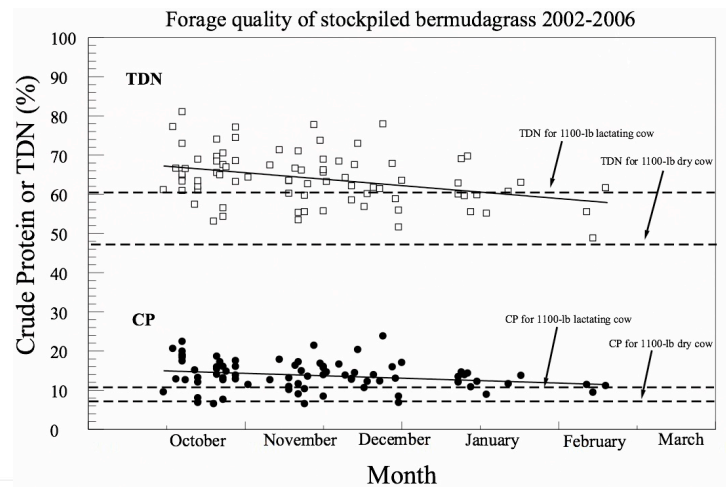 Forage quality of stockpiled bermudagrass 2002-2006
Crude Protein or TDN (%)
100
90
80
70
60
50
40
30
20
10
0
TDN
TDN for 1100-lb lactating cow
TDN for 1100-lb dry cow
CP
CP for 1100-lb lactating cow
CP for 1100-lb dry cow
October November December January February March
Month